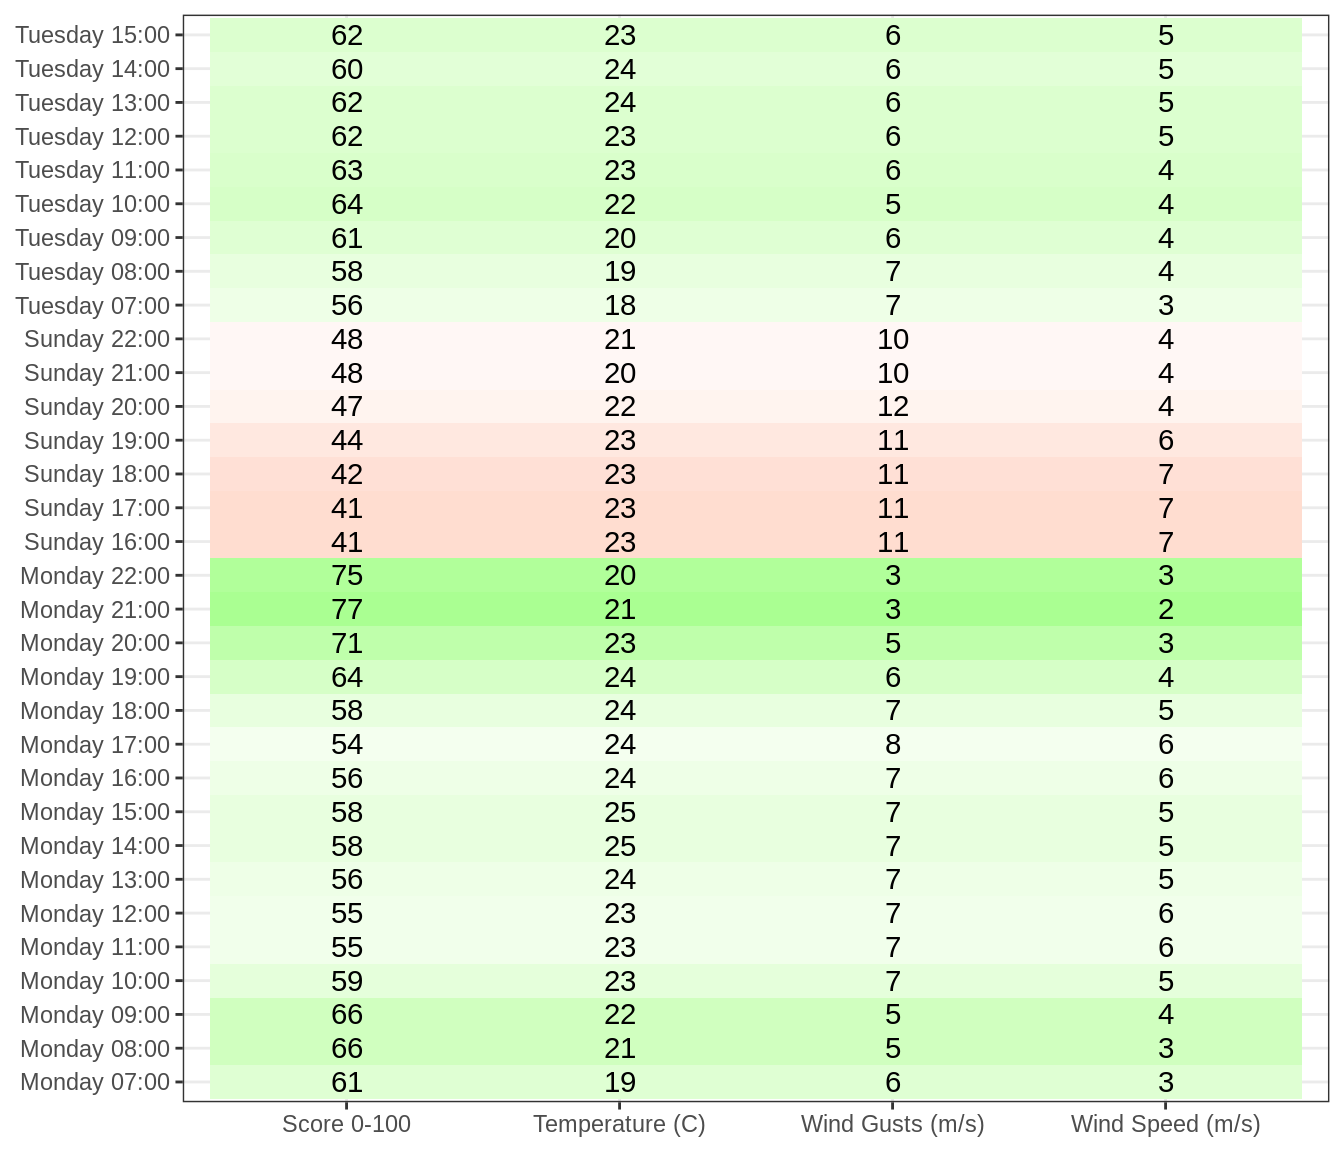 Tuesday 15:00 62 23 6 5
Tuesday 14:00 60 24 6 5
Tuesday 13:00 62 24 6 5
Tuesday 12:00 62 23 6 5
Tuesday 11:00 63 23 6 4
Tuesday 10:00 64 22 5 4
Tuesday 09:00 61 20 6 4
Tuesday 08:00 58 19 7 4
Tuesday 07:00 56 18 7 3
Sunday 22:00 48 21 10 4
Sunday 21:00 48 20 10 4
Sunday 20:00 47 22 12 4
Sunday 19:00 44 23 11 6
Sunday 18:00 42 23 11 7
Sunday 17:00 41 23 11 7
Sunday 16:00 41 23 11 7
Monday 22:00 75 20 3 3
Monday 21:00 77 21 3 2
Monday 20:00 71 23 5 3
Monday 19:00 64 24 6 4
Monday 18:00 58 24 7 5
Monday 17:00 54 24 8 6
Monday 16:00 56 24 7 6
Monday 15:00 58 25 7 5
Monday 14:00 58 25 7 5
Monday 13:00 56 24 7 5
Monday 12:00 55 23 7 6
Monday 11:00 55 23 7 6
Monday 10:00 59 23 7 5
Monday 09:00 66 22 5 4
Monday 08:00 66 21 5 3
Monday 07:00 61 19 6 3
Score 0-100 Temperature (C) Wind Gusts (m/s) Wind Speed (m/s)